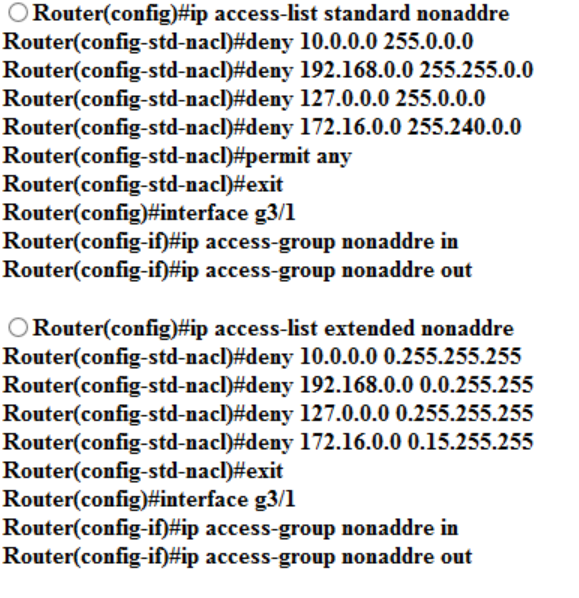 Router(config)#ip access-list standard nonaddre
Router(config-std-nacl)#deny 10.0.0.0 255.0.0.0
Router(config-std-nacl)#deny 192.168.0.0 255.255.0.0
Router(config-std-nacl)#deny 127.0.0.0 255.0.0.0
Router(config-std-nacl)#deny 172.16.0.0 255.240.0.0
Router(config-std-nacl)#permit any
Router(config-std-nacl)#exit
Router(config)#interface g3/1
Router(config-if)#ip access-group nonaddre in
Router(config-if)#ip access-group nonaddre out
Router(config)#ip access-list extended nonaddre
Router(config-std-nacl)#deny 10.0.0.0 0.255.255.255
Router(config-std-nacl)#deny 192.168.0.0 0.0.255.255
Router(config-std-nacl)#deny 127.0.0.0 0.255.255.255
Router(config-std-nacl)#deny 172.16.0.0 0.15.255.255
Router(config-std-nacl)#exit
Router(config)#interface g3/1
Router(config-if)#ip access-group nonaddre in
Router(config-if)#ip access-group nonaddre out